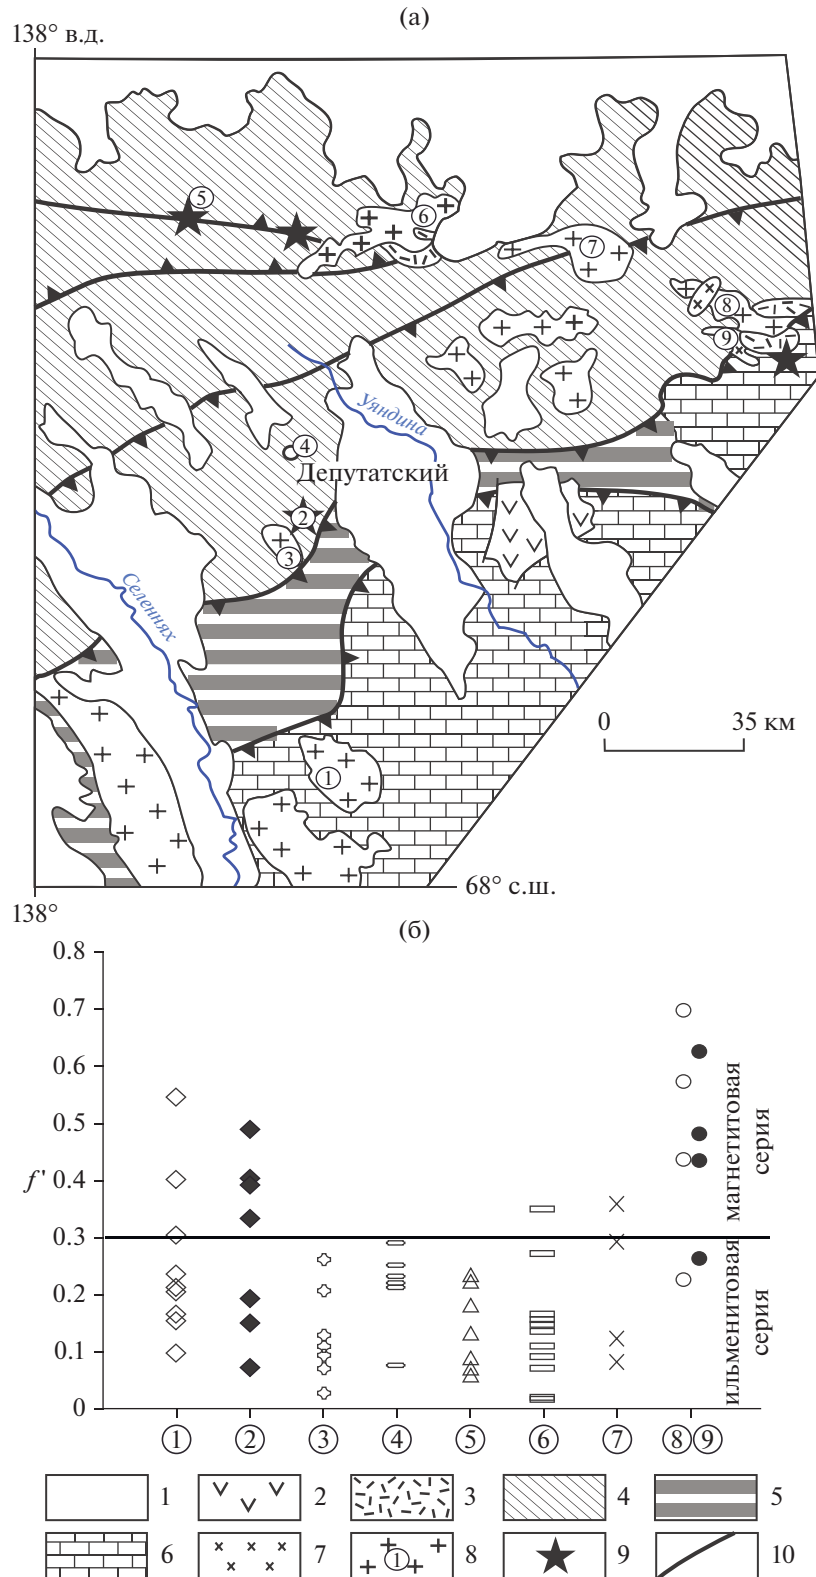 (а)
138° в.д.
5
6
7
8
9
Уяндина
4
Депутатский
2
3
Селеннях
0 35 км
1
68° с.ш.
138°
(б)
0.8
0.7
0.6
0.5
f' 0.4
0.3
0.2
0.1
0
магнетитовая
серия
ильменитовая
серия
1 2 3 4 5 6 7 8 9
1 2 3 4 5
6 7 1 8 9 10